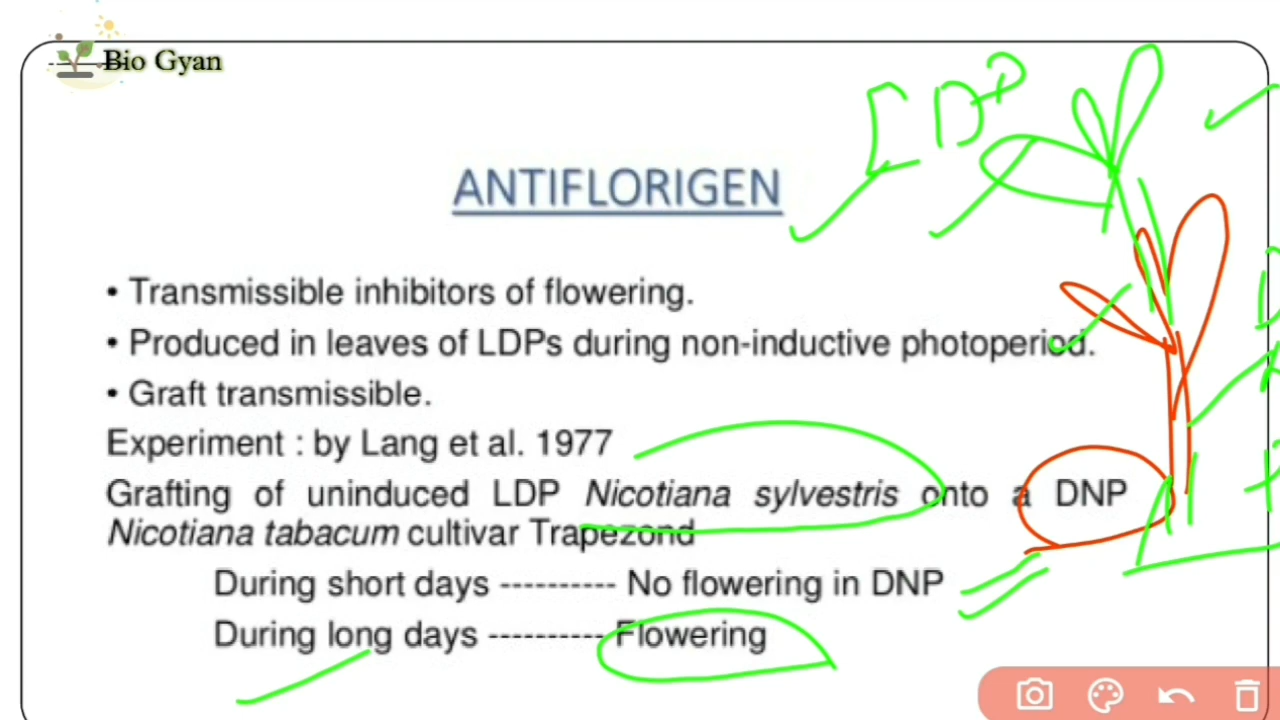 Bio Gyan
LDP
ANTIFLORIGEN
• Transmissible inhibitors of flowering.
• Produced in leaves of LDPs during non-inductive photoperiod.
• Graft transmissible.
Experiment : by Lang et al. 1977
Grafting of uninduced LDP Nicotiana sylvestris onto a DNP
Nicotiana tabacum cultivar Trapezond
During short days ---------- No flowering in DNP
During long days ---------- Flowering